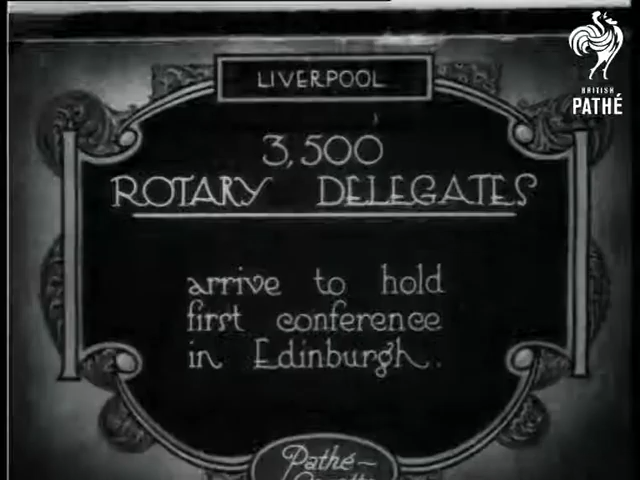 LIVERPOOL
BRITISH
PATHÉ
3,500
ROTARY DELEGATES
arrive to hold
first conference
in Edinburgh.
Pathé~